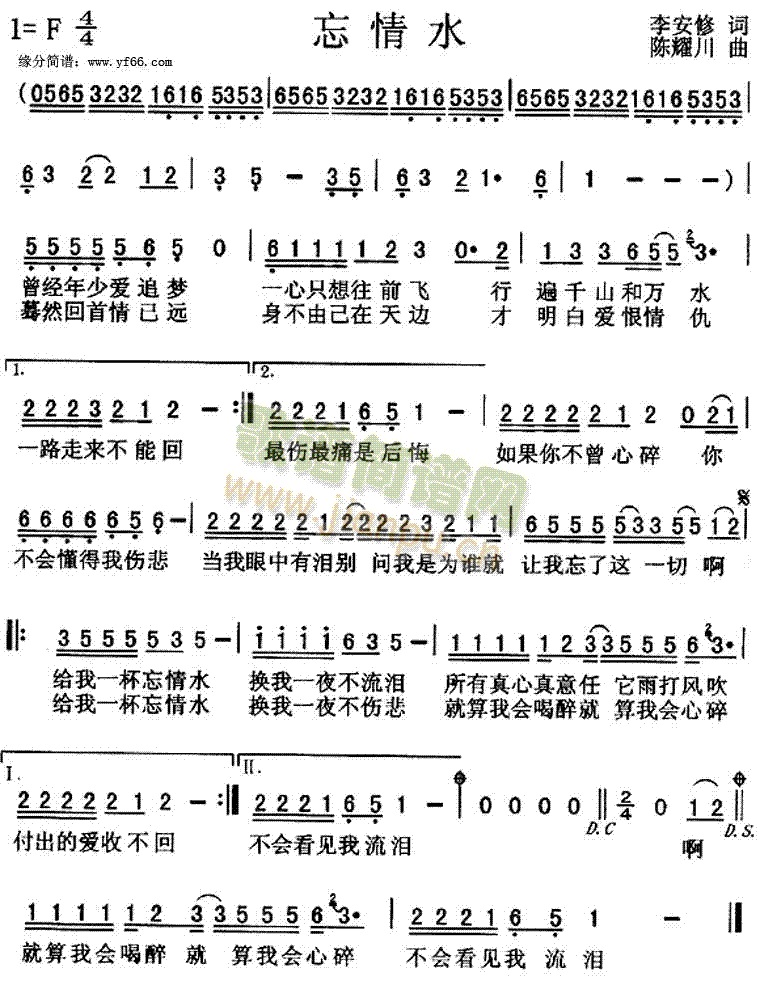 1= F 4/4 忘情水 李安修 词
缘分简谱：www.yf66.com 陈耀川 曲
(0565 3232 1616 5353 | 6565 3232 1616 5353 | 6565 3232 1616 5353 |
6 3 2 2 1 2 | 3 5 - 3 5 | 6 3 2 1· 6 | 1 - - - )
5 5 5 5 5 6 5 0 6 1 1 1 1 2 3 0· 2 1 3 3 6 5 5 2 3·
曾经年少爱追梦 一心只想往前飞 行遍千山和万水
蓦然回首情已远 身不由己在天边 才明白爱恨情仇
1. 2.
2 2 2 3 2 1 2 - :|| 2 2 2 1 6 5 1 - | 2 2 2 2 2 1 2 0 2 1
一路走来不能回 最伤最痛是后悔 如果你不曾心碎 你
歌谱简谱网
www.jianpu.cn
6 6 6 6 6 5 6 - | 2 2 2 2 2 1 2 2 2 2 3 2 1 1 | 6 5 5 5 5 3 3 5 5 1 2
不会懂得我伤悲 当我眼中有泪别 问我是为谁就 让我忘了这一切 啊
||: 3 5 5 5 5 3 5 - | i i i i 6 3 5 - | 1 1 1 1 1 2 3 3 5 5 5 6 2 3· |
给我一杯忘情水 换我一夜不流泪 所有真心真意任 它雨打风吹
给我一杯忘情水 换我一夜不伤悲 就算我会喝醉就 算我会心碎
I. II.
2 2 2 2 2 1 2 - :|| 2 2 2 1 6 5 1 - | 0 0 0 0 || 2/4 0 1 2 ||
D.C D.S.
付出的爱收不回 不会看见我流泪 啊
1 1 1 1 1 2 3 3 5 5 5 6 2 3· | 2 2 2 1 6 5 1 - ||
就算我会喝醉就 算我会心碎 不会看见我流泪